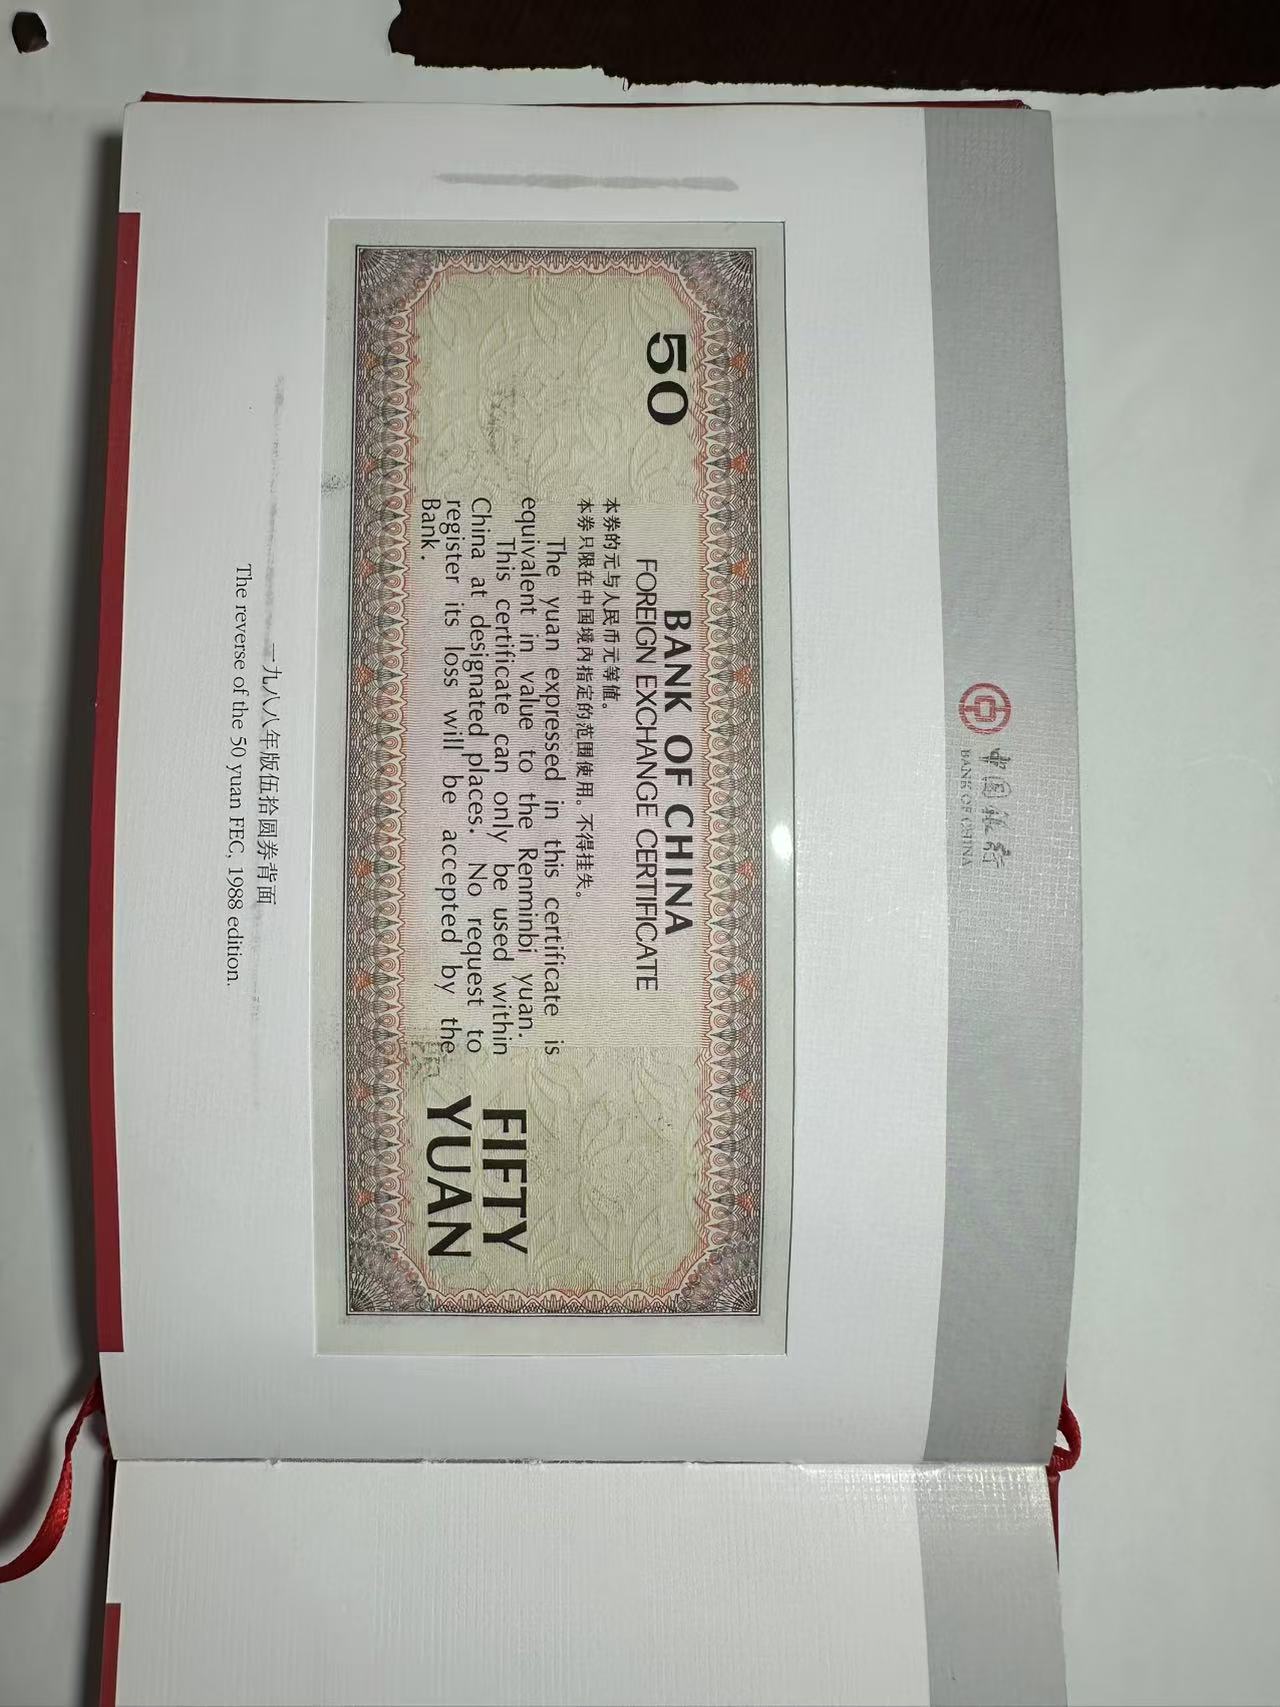 中国银行
BANK OF CHINA
50
BANK OF CHINA
FOREIGN EXCHANGE CERTIFICATE
本券的元与人民币元等值。
本券只限在中国境内指定的范围使用。不得挂失。
The yuan expressed in this certificate is
equivalent in value to the Renminbi yuan.
This certificate can only be used within
China at designated places. No request to
register its loss will be accepted by the
Bank.
FIFTY
YUAN
一九八八年版伍拾圆券背面
The reverse of the 50 yuan FEC, 1988 edition.